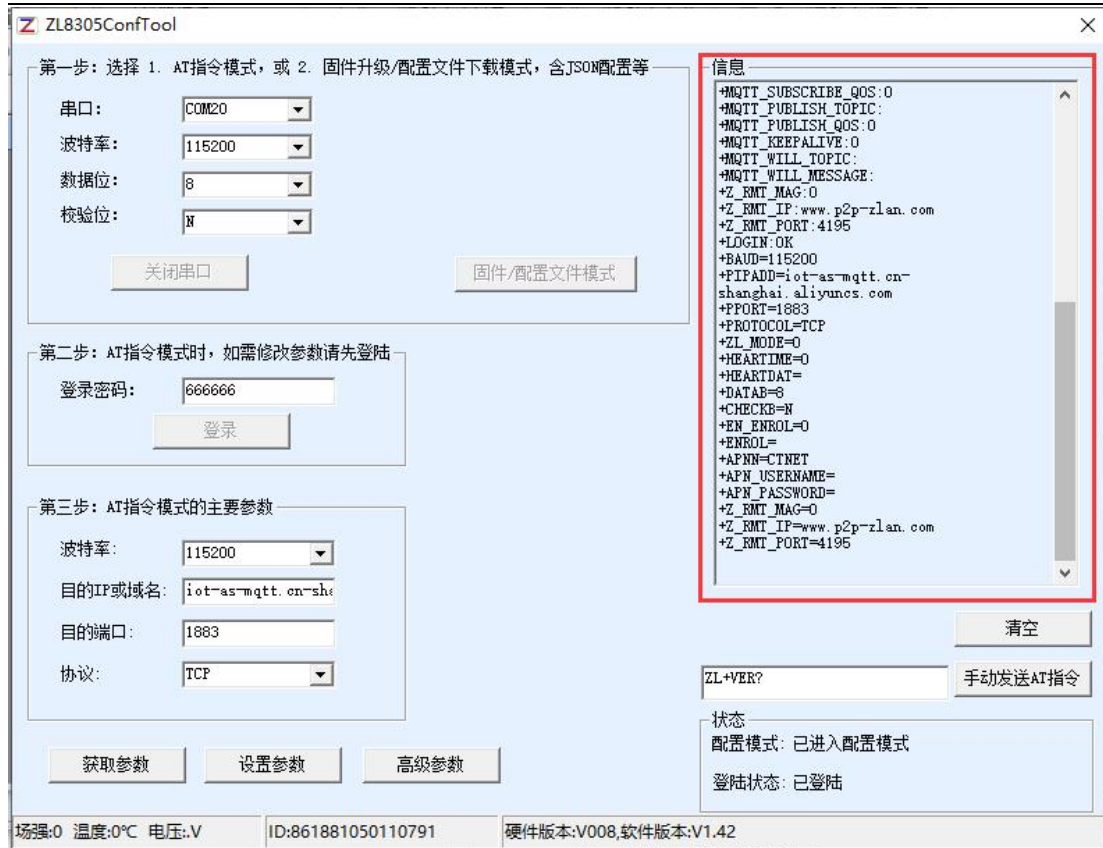 ZL8305ConfTool
第一步: 选择 1. AT指令模式, 或 2. 固件升级/配置文件下载模式, 含JSON配置等
串口:
COM20
波特率:
115200
数据位:
8
校验位:
N
关闭串口
固件/配置文件模式
第二步: AT指令模式时, 如需修改参数请先登陆
登录密码:
666666
登录
第三步: AT指令模式的主要参数
波特率:
115200
目的IP或域名:
iot-as-mqtt.cn-sha
目的端口:
1883
协议:
TCP
获取参数
设置参数
高级参数
信息
+MQTT_SUBSCRIBE_QOS:0
+MQTT_PUBLISH_TOPIC:
+MQTT_PUBLISH_QOS:0
+MQTT_KEEPALIVE:0
+MQTT_WILL_TOPIC:
+MQTT_WILL_MESSAGE:
+Z_RMT_MAG:0
+Z_RMT_IP:www.p2p-zlan.com
+Z_RMT_PORT:4195
+LOGIN:OK
+BAUD=115200
+PIPADD=iot-as-mqtt.cn-
shanghai.aliyuncs.com
+PPORT=1883
+PROTOCOL=TCP
+ZL_MODE=0
+HEARTIME=0
+HEARTDAT=
+DATAB=8
+CHECKB=N
+EN_ENROL=0
+ENROL=
+APNN=CTNET
+APN_USERNAME=
+APN_PASSWORD=
+Z_RMT_MAG=0
+Z_RMT_IP=www.p2p-zlan.com
+Z_RMT_PORT=4195
清空
ZL+VER?
手动发送AT指令
状态
配置模式: 已进入配置模式
登陆状态: 已登陆
场强:0 温度:0℃ 电压:.V
ID:861881050110791
硬件版本:V008,软件版本:V1.42